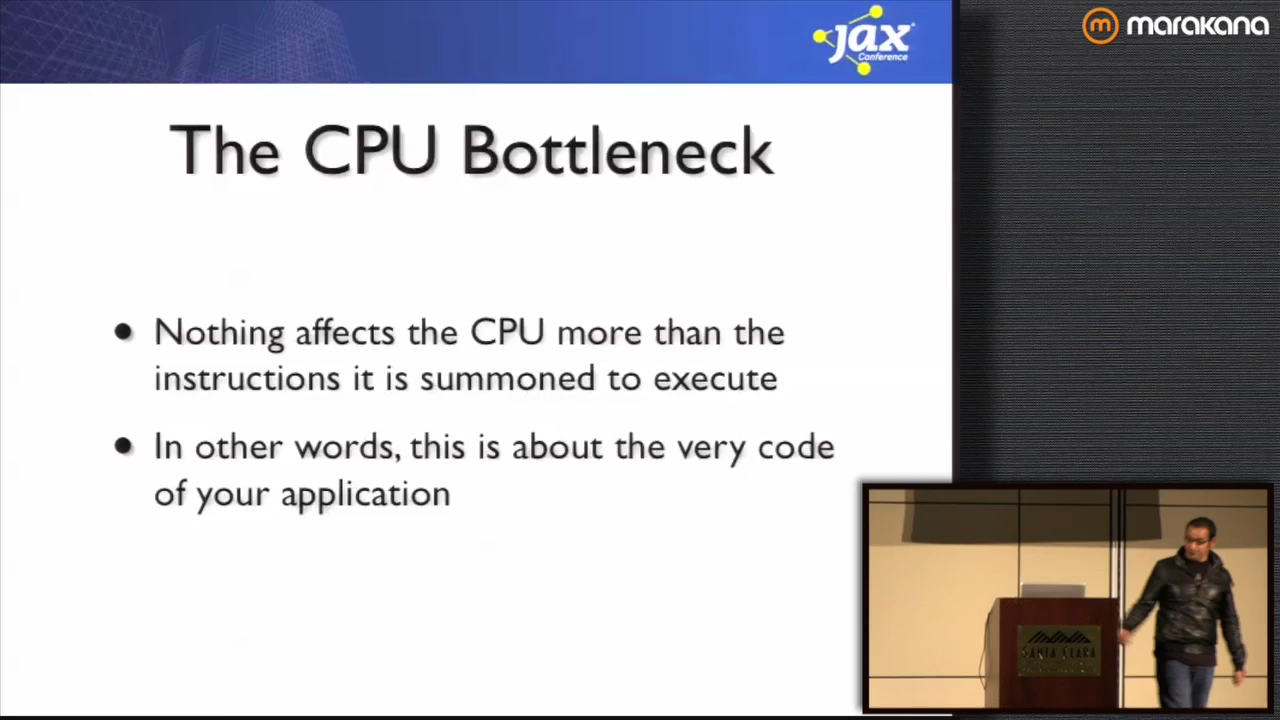 jax
Conference
m marakana
The CPU Bottleneck
• Nothing affects the CPU more than the
instructions it is summoned to execute
• In other words, this is about the very code
of your application
SANTA CLARA